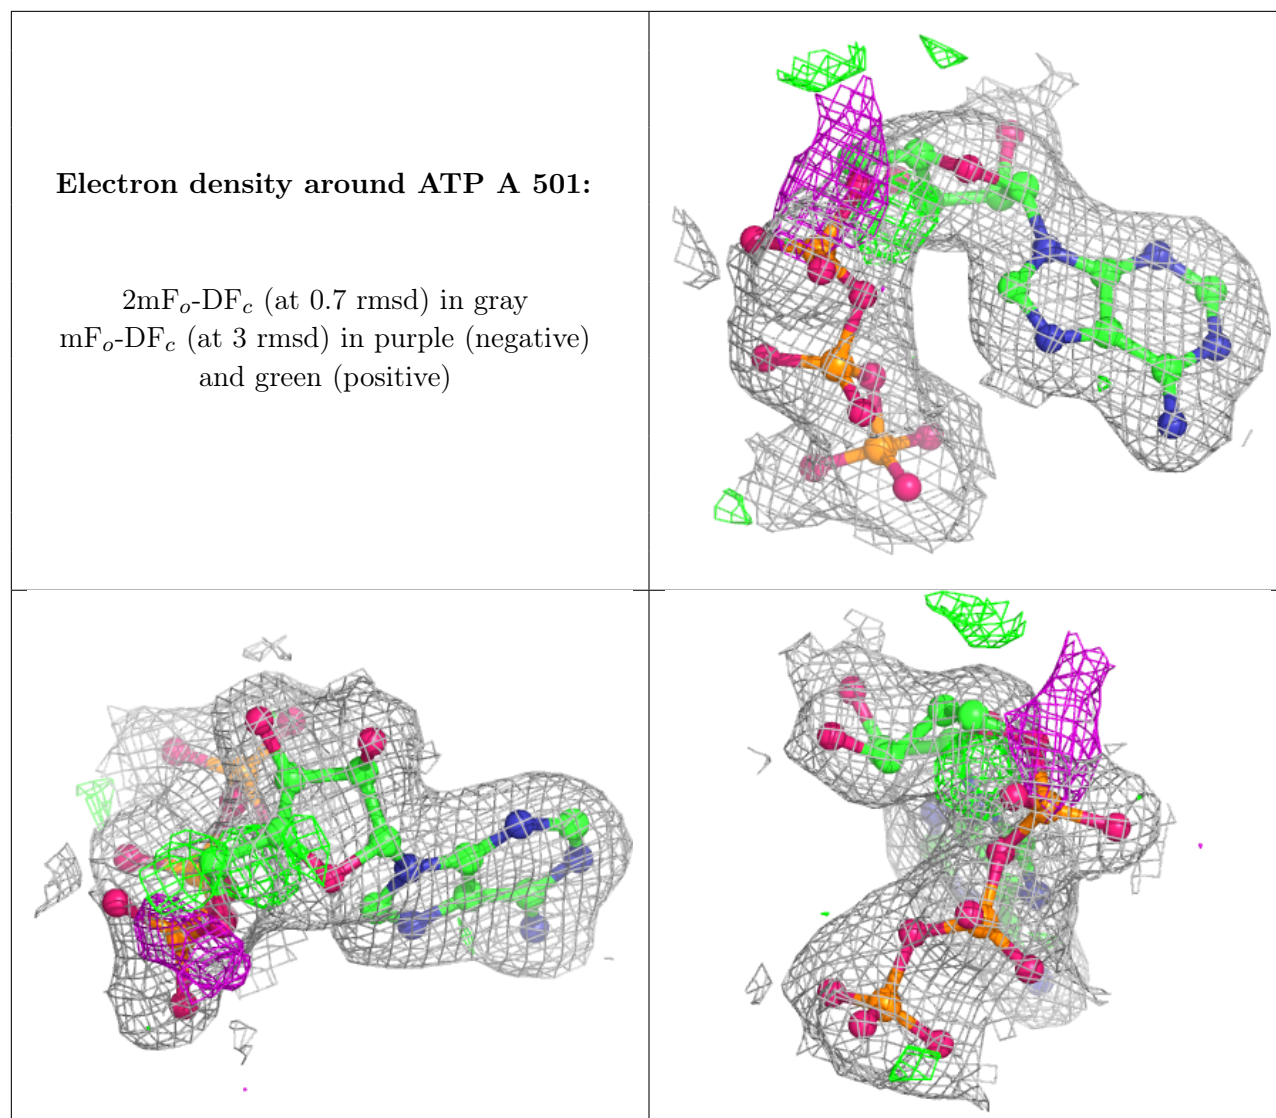 Electron density around ATP A 501:
2mFo-DFc (at 0.7 rmsd) in gray
mFo-DFc (at 3 rmsd) in purple (negative)
and green (positive)